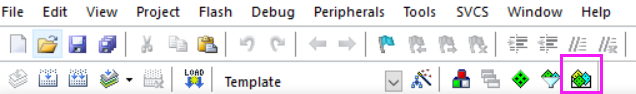 File Edit View Project Flash Debug Peripherals Tools SVCS Window Help
LOAD Template